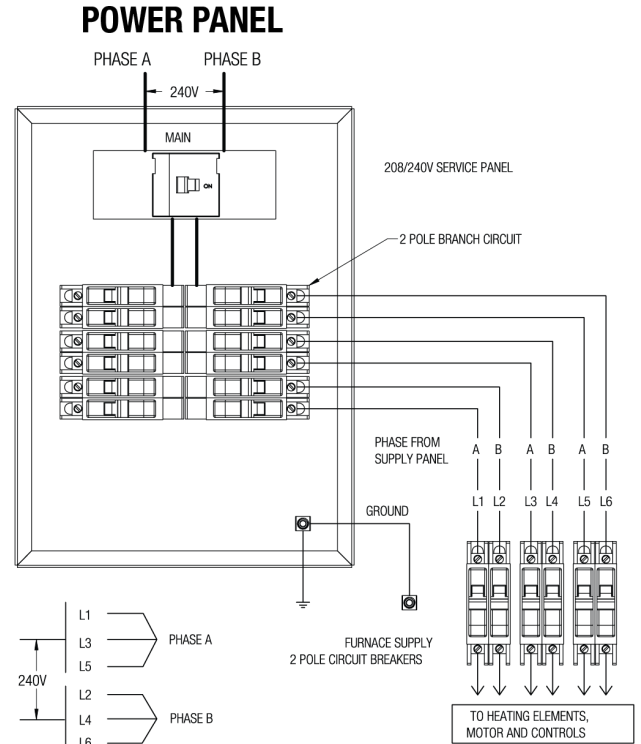 POWER PANEL
PHASE A
PHASE B
240V
MAIN
ON
208/240V SERVICE PANEL
2 POLE BRANCH CIRCUIT
PHASE FROM
SUPPLY PANEL
A B A B A B
L1 L2 L3 L4 L5 L6
GROUND
FURNACE SUPPLY
2 POLE CIRCUIT BREAKERS
L1
L3
L5
PHASE A
240V
L2
L4
L6
PHASE B
TO HEATING ELEMENTS,
MOTOR AND CONTROLS